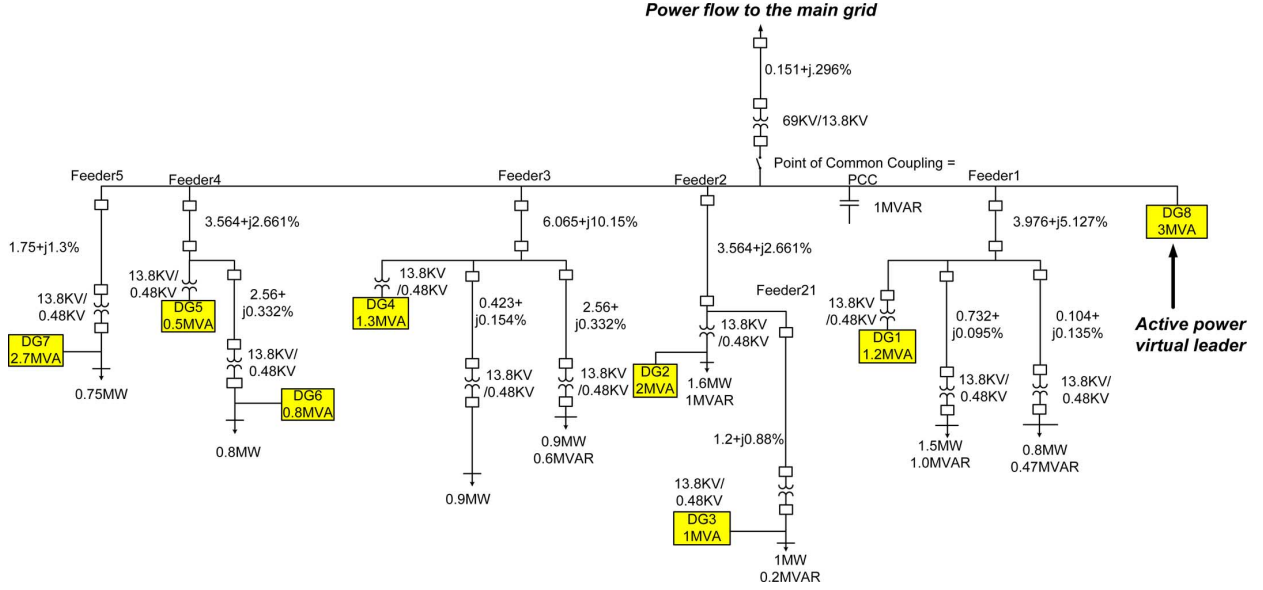 Power flow to the main grid
0.151+j.296%
69KV/13.8KV
Point of Common Coupling =
PCC
1MVAR
Feeder5
Feeder4
Feeder3
Feeder2
Feeder1
DG8
3MVA
Active power
virtual leader
1.75+j1.3%
13.8KV/
0.48KV
DG7
2.7MVA
0.75MW
3.564+j2.661%
13.8KV/
0.48KV
DG5
0.5MVA
2.56+
j0.332%
13.8KV/
0.48KV
DG6
0.8MVA
0.8MW
6.065+j10.15%
13.8KV
/0.48KV
DG4
1.3MVA
0.423+
j0.154%
13.8KV
/0.48KV
0.9MW
2.56+
j0.332%
13.8KV
/0.48KV
0.9MW
0.6MVAR
3.564+j2.661%
Feeder21
13.8KV
/0.48KV
DG2
2MVA
1.6MW
1MVAR
1.2+j0.88%
13.8KV/
0.48KV
DG3
1MVA
1MW
0.2MVAR
3.976+j5.127%
13.8KV
/0.48KV
DG1
1.2MVA
0.732+
j0.095%
13.8KV/
0.48KV
1.5MW
1.0MVAR
0.104+
j0.135%
13.8KV/
0.48KV
0.8MW
0.47MVAR